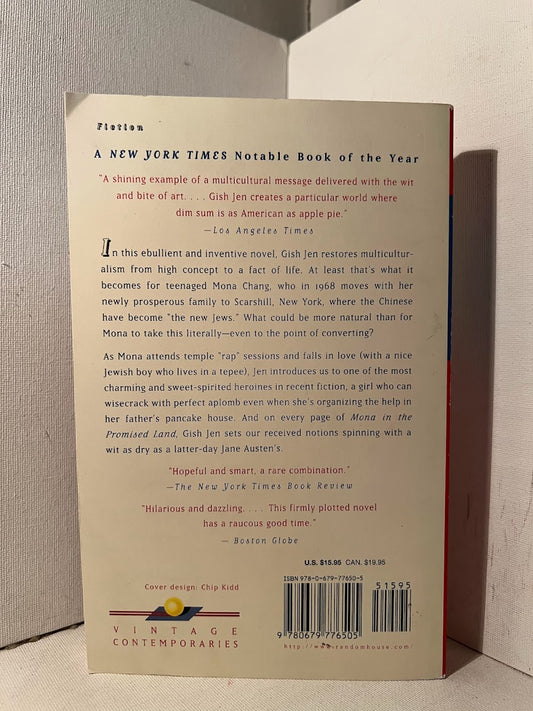 Fiction
A NEW YORK TIMES Notable Book of the Year
"A shining example of a multicultural message delivered with the wit
and bite of art. . . . Gish Jen creates a particular world where
dim sum is as American as apple pie."
—Los Angeles Times
In this ebullient and inventive novel, Gish Jen restores multicultur-
alism from high concept to a fact of life. At least that's what it
becomes for teenaged Mona Chang, who in 1968 moves with her
newly prosperous family to Scarshill, New York, where the Chinese
have become "the new Jews." What could be more natural than for
Mona to take this literally—even to the point of converting?
As Mona attends temple "rap" sessions and falls in love (with a nice
Jewish boy who lives in a tepee), Jen introduces us to one of the most
charming and sweet-spirited heroines in recent fiction, a girl who can
wisecrack with perfect aplomb even when she's organizing the help in
her father's pancake house. And on every page of Mona in the
Promised Land, Gish Jen sets our received notions spinning with a
wit as dry as a latter-day Jane Austen's.
"Hopeful and smart, a rare combination."
—The New York Times Book Review
"Hilarious and dazzling. . . . This firmly plotted novel
has a raucous good time."
— Boston Globe
U.S. $15.95 CAN. $19.95
ISBN 978-0-679-77650-5
51595
9 780679 776505
http://www.randomhouse.com/
Cover design: Chip Kidd
VINTAGE
CONTEMPORARIES